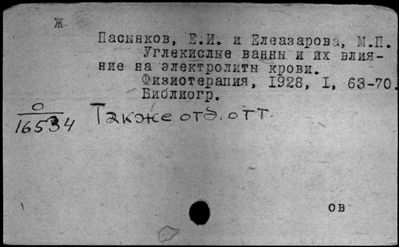 Ж
Пасынков, Е.И. и Елеазарова, М.П.
Углекислые ванны и их влия-
ние на электролиты крови.
Физиотерапия, 1928, I, 63-70.
Библиогр.
О
16534
Также отд. отт.
ов